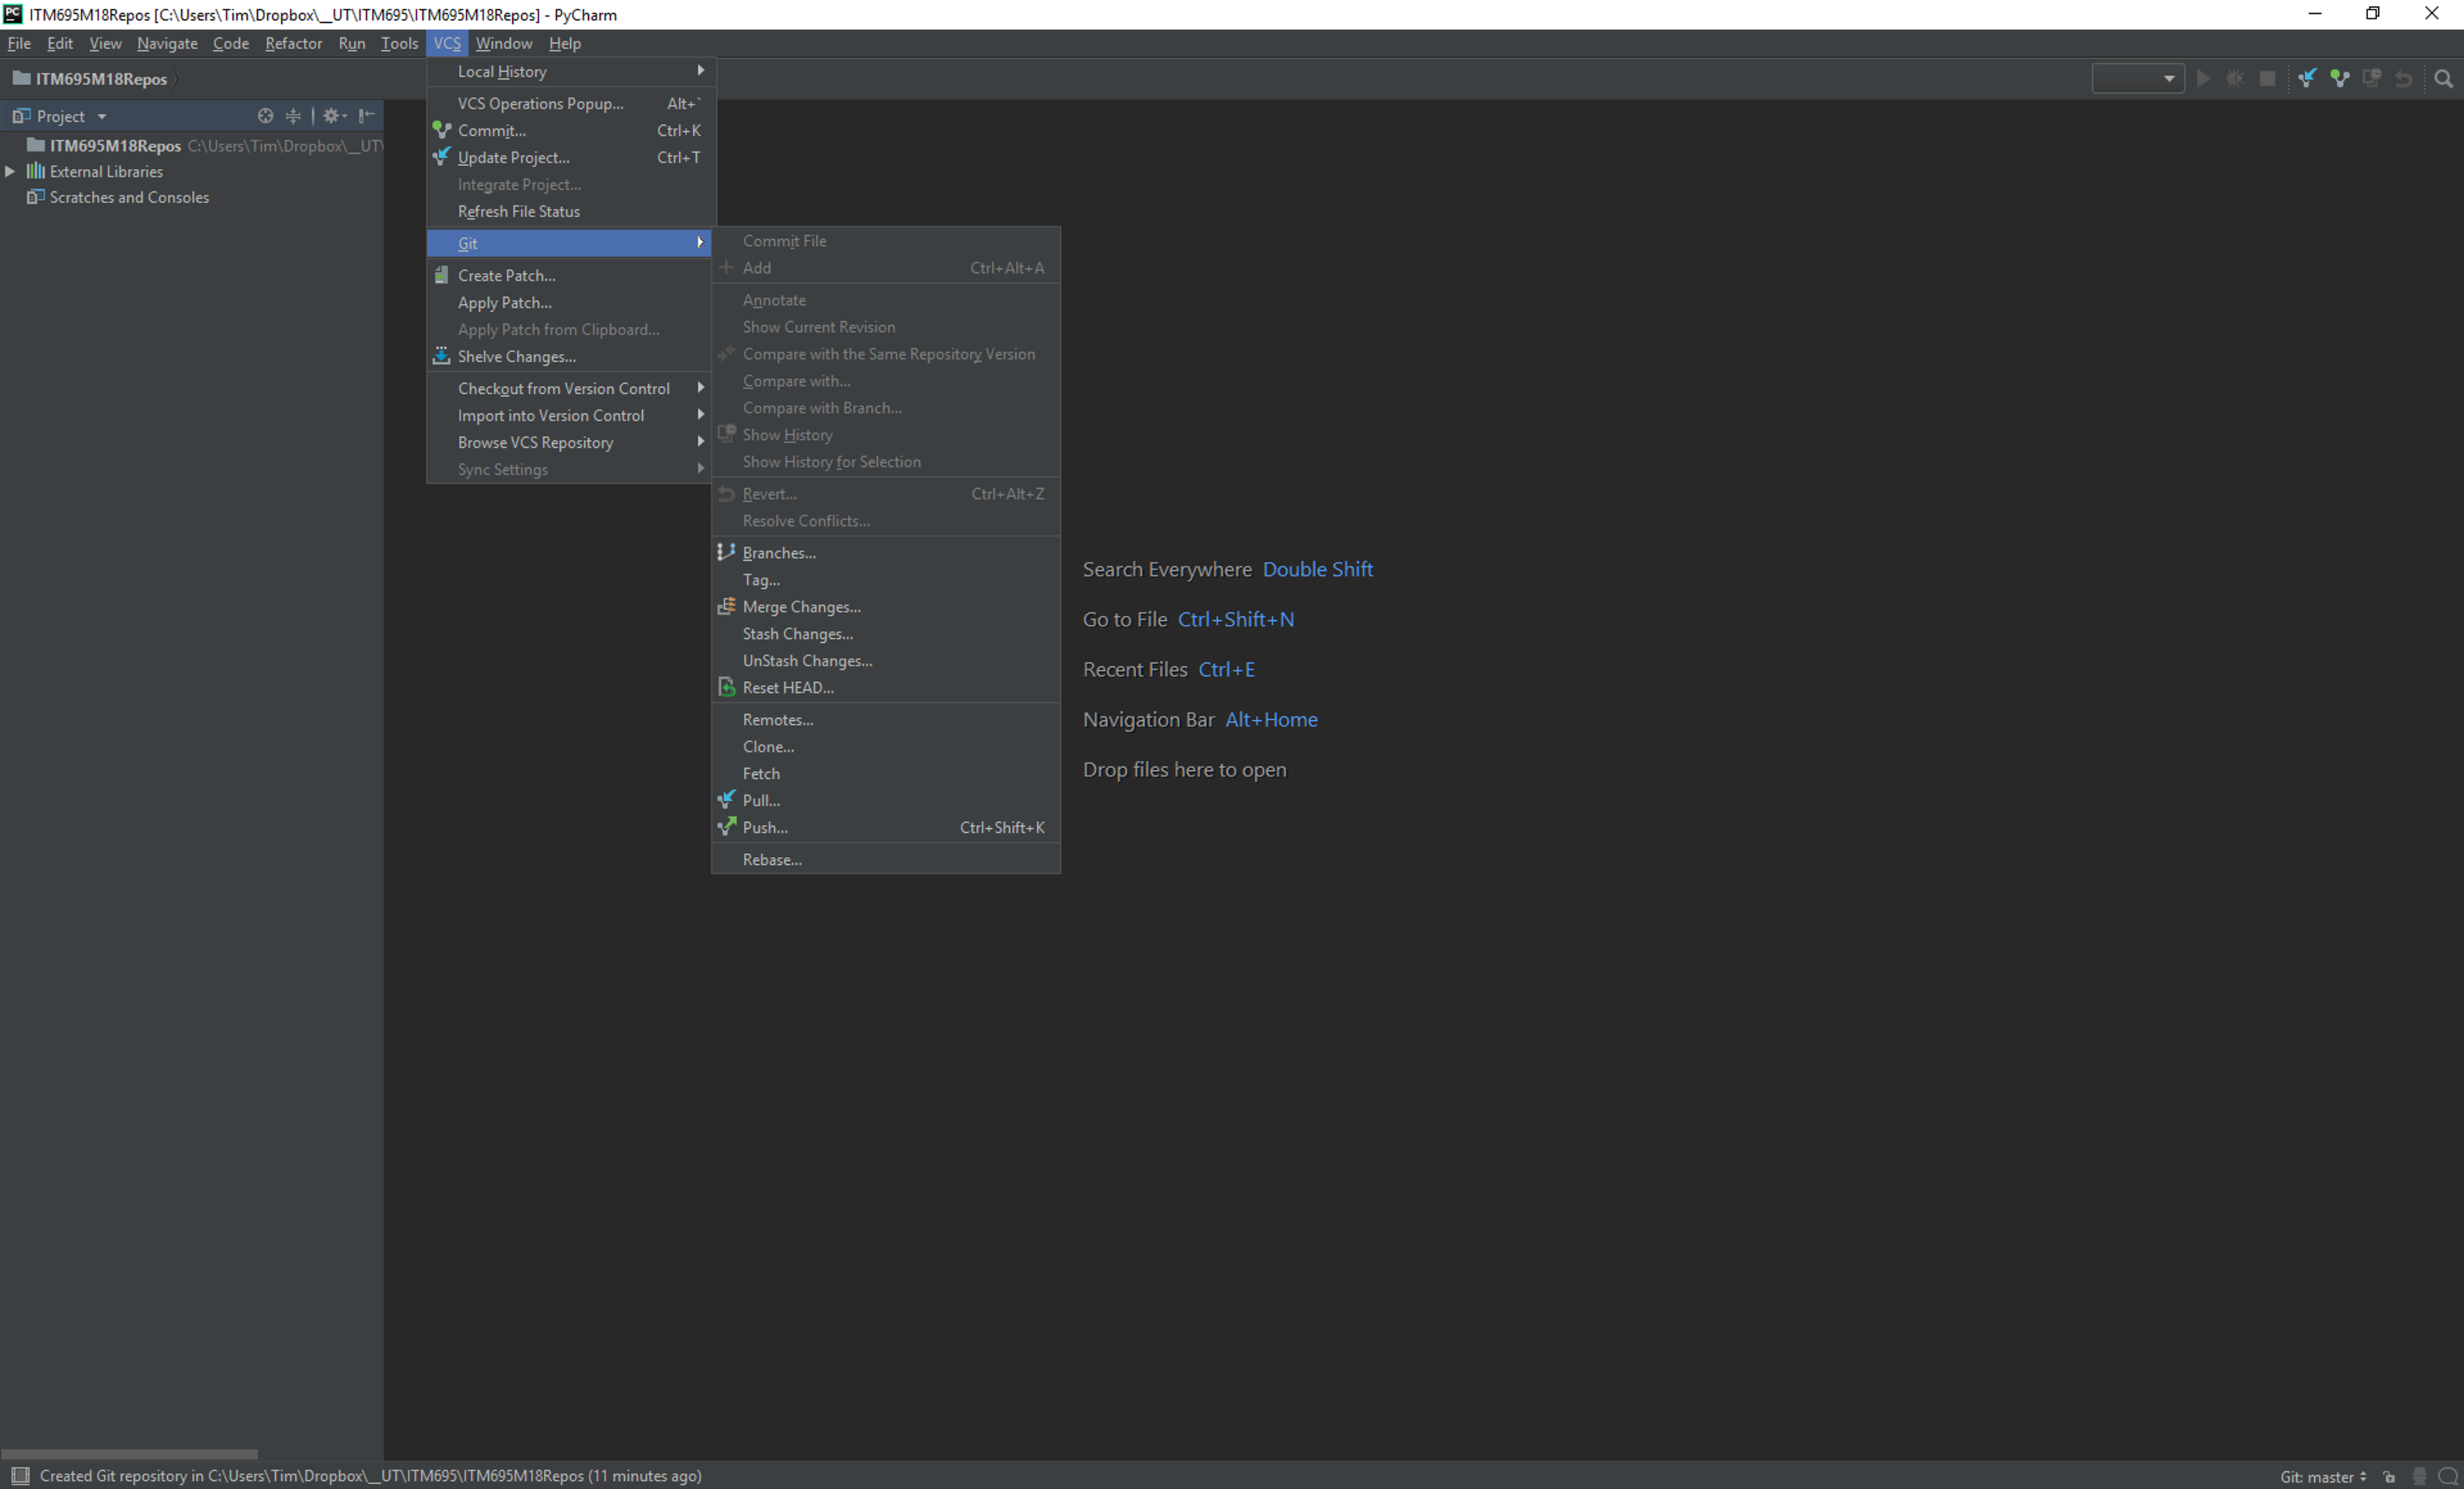 PC ITM695M18Repos [C:\Users\Tim\Dropbox\__UT\ITM695\ITM695M18Repos] - PyCharm
File Edit View Navigate Code Refactor Run Tools VCS Window Help
ITM695M18Repos
Project
ITM695M18Repos C:\Users\Tim\Dropbox\__UT\
External Libraries
Scratches and Consoles
Local History
VCS Operations Popup... Alt+`
Commit... Ctrl+K
Update Project... Ctrl+T
Integrate Project...
Refresh File Status
Git
Create Patch...
Apply Patch...
Apply Patch from Clipboard...
Shelve Changes...
Checkout from Version Control
Import into Version Control
Browse VCS Repository
Sync Settings
Commit File
Add Ctrl+Alt+A
Annotate
Show Current Revision
Compare with the Same Repository Version
Compare with...
Compare with Branch...
Show History
Show History for Selection
Revert... Ctrl+Alt+Z
Resolve Conflicts...
Branches...
Tag...
Merge Changes...
Stash Changes...
UnStash Changes...
Reset HEAD...
Remotes...
Clone...
Fetch
Pull...
Push... Ctrl+Shift+K
Rebase...
Search Everywhere Double Shift
Go to File Ctrl+Shift+N
Recent Files Ctrl+E
Navigation Bar Alt+Home
Drop files here to open
Created Git repository in C:\Users\Tim\Dropbox\__UT\ITM695\ITM695M18Repos (11 minutes ago)
Git: master